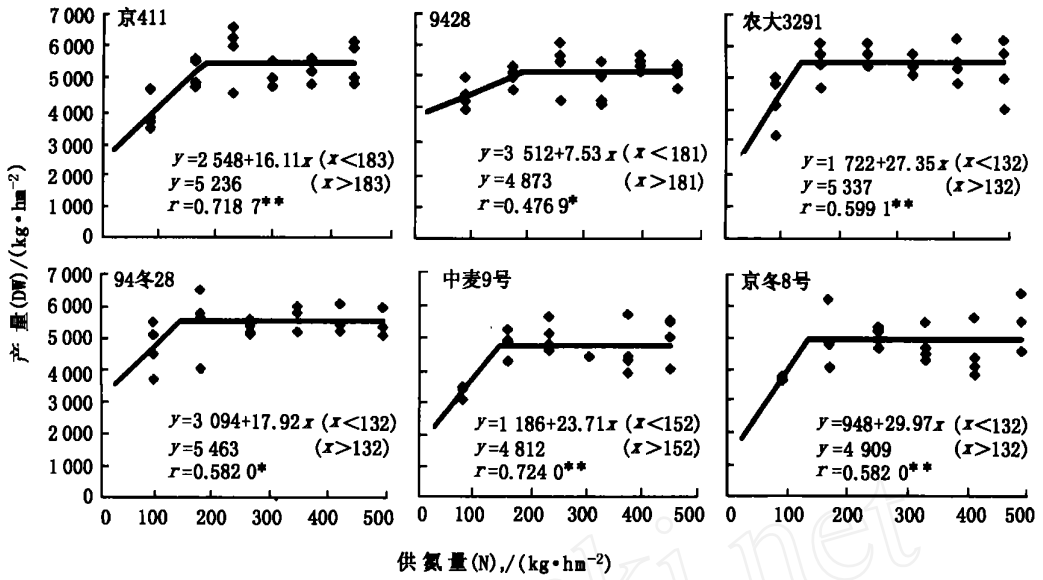 7 000
6 000
5 000
4 000
3 000
2 000
1 000
0
京411
y=2 548+16.11x (x<183)
y=5 236 (x>183)
r=0.718 7**
9428
y=3 512+7.53x (x<181)
y=4 873 (x>181)
r=0.476 9*
农大3291
y=1 722+27.35x (x<132)
y=5 337 (x>132)
r=0.599 1**
产量(DW)/(kg·hm⁻²)
7 000
6 000
5 000
4 000
3 000
2 000
1 000
0
94冬28
y=3 094+17.92x (x<132)
y=5 463 (x>132)
r=0.582 0*
中麦9号
y=1 186+23.71x (x<152)
y=4 812 (x>152)
r=0.724 0**
京冬8号
y=948+29.97x (x<132)
y=4 909 (x>132)
r=0.582 0**
0 100 200 300 400 500
0 100 200 300 400 500
0 100 200 300 400 500
供氮量(N),/(kg·hm⁻²)